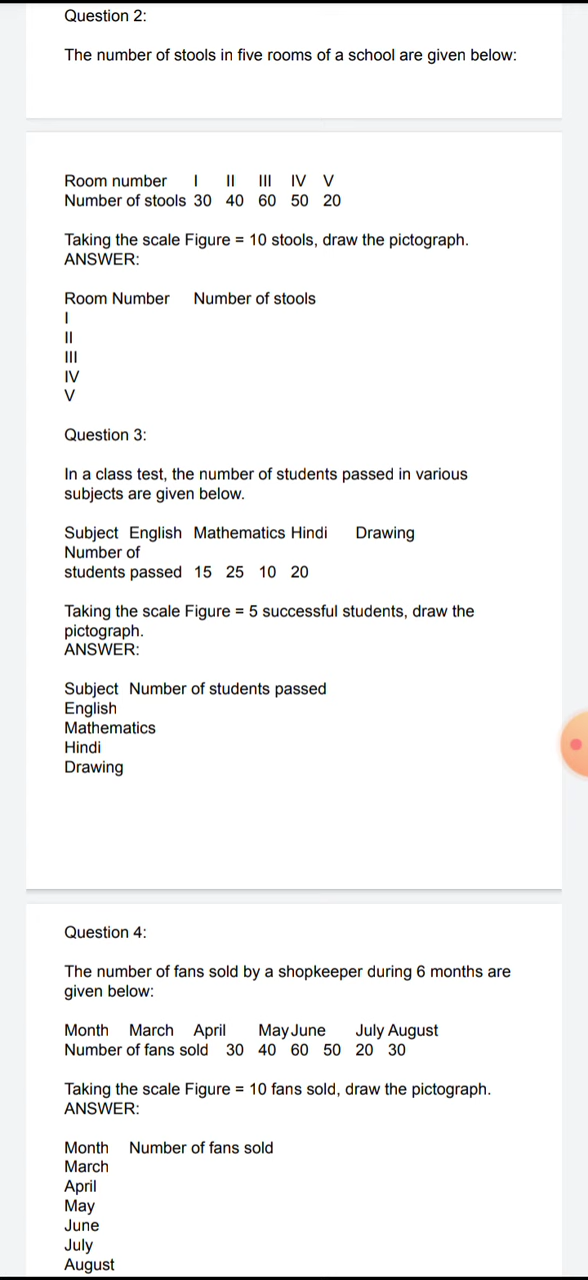 Question 2:
The number of stools in five rooms of a school are given below:
Room number I II III IV V
Number of stools 30 40 60 50 20
Taking the scale Figure = 10 stools, draw the pictograph.
ANSWER:
Room Number Number of stools
I
II
III
IV
V
Question 3:
In a class test, the number of students passed in various
subjects are given below.
Subject English Mathematics Hindi Drawing
Number of
students passed 15 25 10 20
Taking the scale Figure = 5 successful students, draw the
pictograph.
ANSWER:
Subject Number of students passed
English
Mathematics
Hindi
Drawing
Question 4:
The number of fans sold by a shopkeeper during 6 months are
given below:
Month March April May June July August
Number of fans sold 30 40 60 50 20 30
Taking the scale Figure = 10 fans sold, draw the pictograph.
ANSWER:
Month Number of fans sold
March
April
May
June
July
August